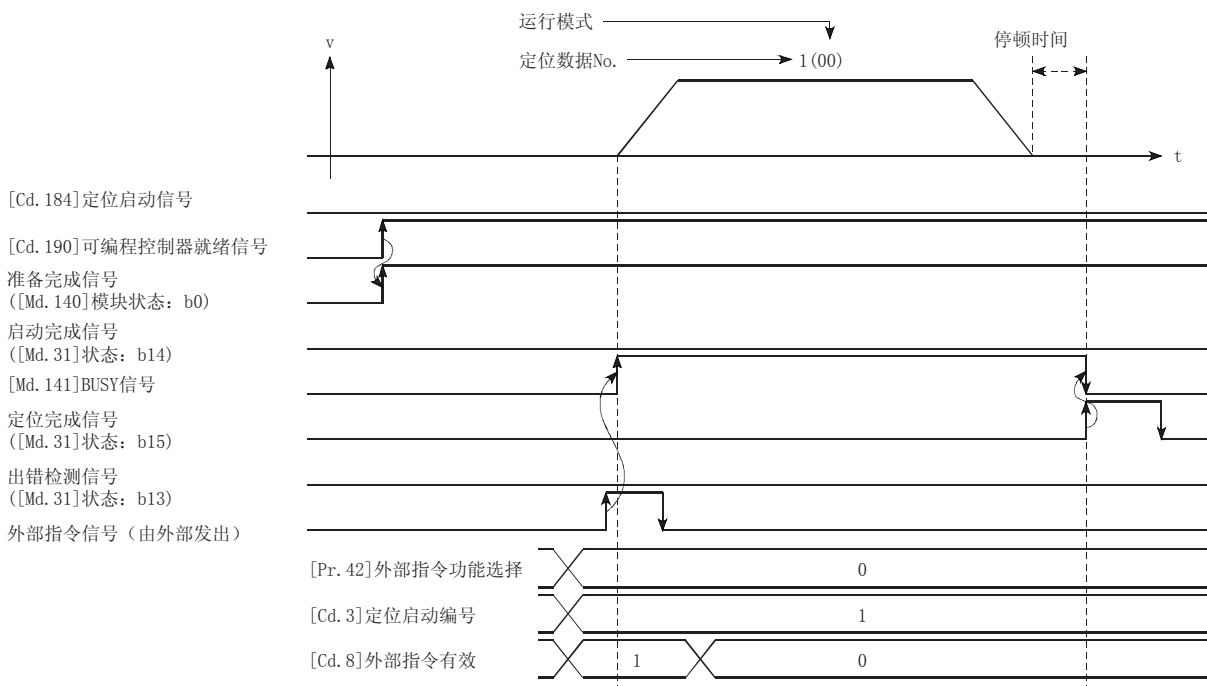 运行模式
定位数据No.
1(00)
停顿时间
v
t
[Cd.184]定位启动信号
[Cd.190]可编程控制器就绪信号
准备完成信号
([Md.140]模块状态：b0)
启动完成信号
([Md.31]状态：b14)
[Md.141]BUSY信号
定位完成信号
([Md.31]状态：b15)
出错检测信号
([Md.31]状态：b13)
外部指令信号（由外部发出）
[Pr.42]外部指令功能选择 0
[Cd.3]定位启动编号 1
[Cd.8]外部指令有效 1 0